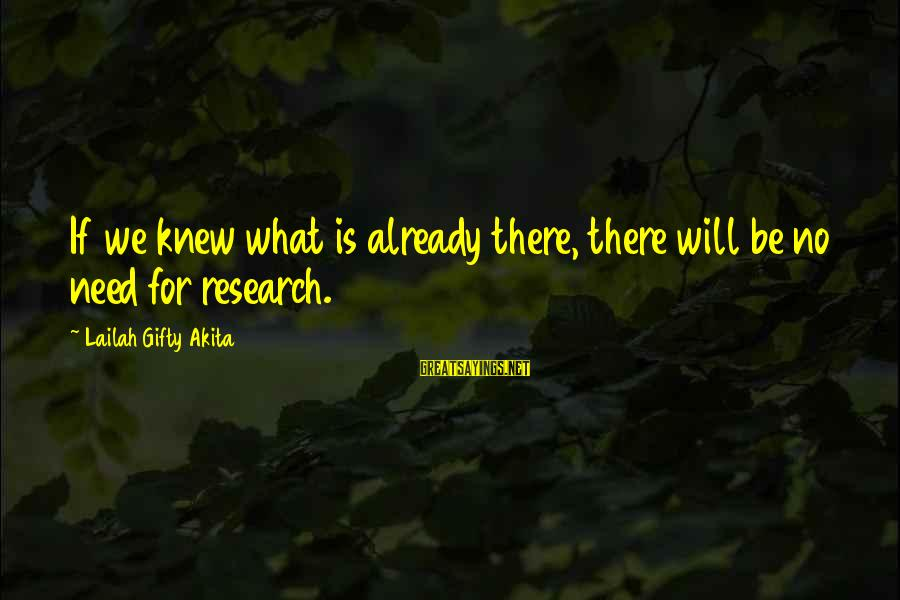 If we knew what is already there, there will be no
need for research.
~ Lailah Gifty Akita
GREATSAYINGS.NET